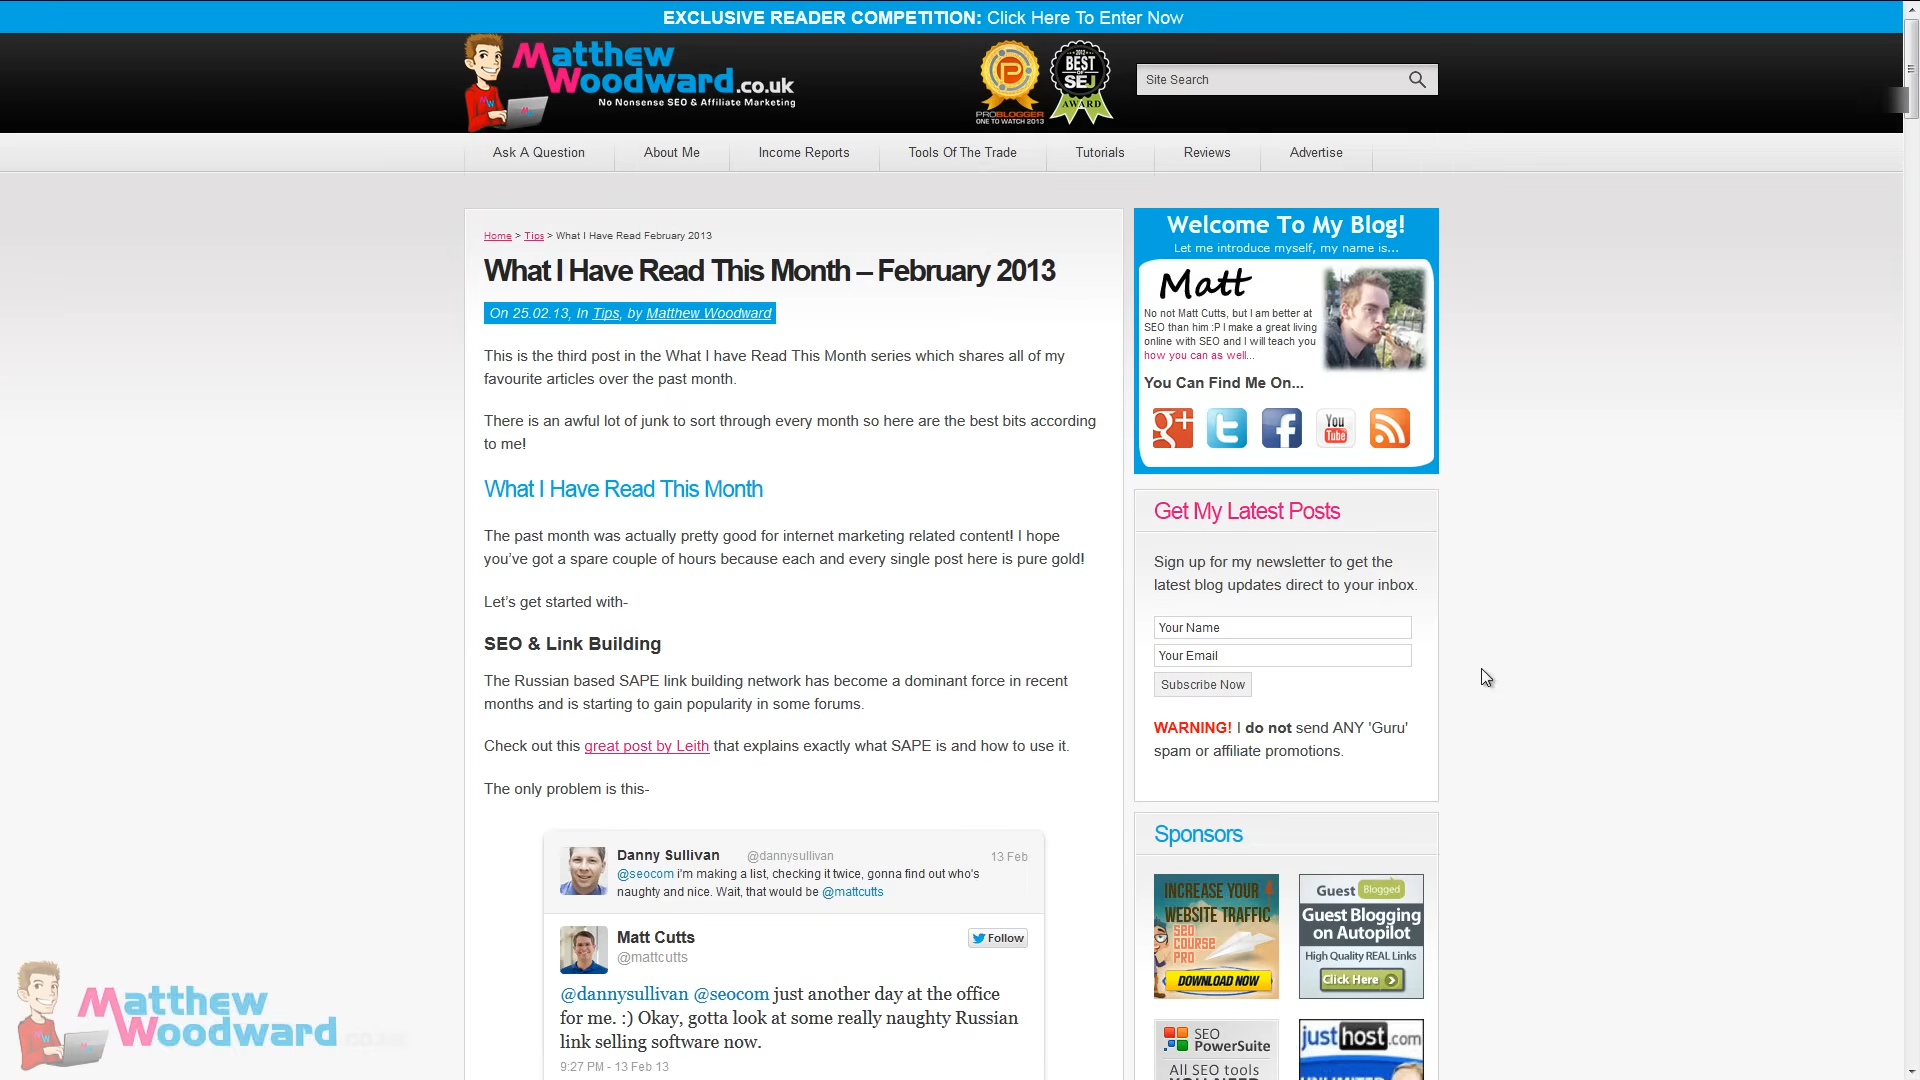 EXCLUSIVE READER COMPETITION: Click Here To Enter Now
Matthew
Woodward.co.uk
No Nonsense SEO & Affiliate Marketing
PROBLOGGER
ONE TO WATCH 2013
2012
BEST
OF
SEJ
AWARD
Site Search
Ask A Question
About Me
Income Reports
Tools Of The Trade
Tutorials
Reviews
Advertise
Home > Tips > What I Have Read February 2013
What I Have Read This Month – February 2013
On 25.02.13, In Tips, by Matthew Woodward
This is the third post in the What I have Read This Month series which shares all of my
favourite articles over the past month.
There is an awful lot of junk to sort through every month so here are the best bits according
to me!
What I Have Read This Month
The past month was actually pretty good for internet marketing related content! I hope
you've got a spare couple of hours because each and every single post here is pure gold!
Let's get started with-
SEO & Link Building
The Russian based SAPE link building network has become a dominant force in recent
months and is starting to gain popularity in some forums.
Check out this great post by Leith that explains exactly what SAPE is and how to use it.
The only problem is this-
Danny Sullivan @dannysullivan 13 Feb
@seocom i'm making a list, checking it twice, gonna find out who's
naughty and nice. Wait, that would be @mattcutts
Matt Cutts
Follow
@mattcutts
@dannysullivan @seocom just another day at the office
for me. :) Okay, gotta look at some really naughty Russian
link selling software now.
9:27 PM - 13 Feb 13
Welcome To My Blog!
Let me introduce myself, my name is...
Matt
No not Matt Cutts, but I am better at
SEO than him :P I make a great living
online with SEO and I will teach you
how you can as well...
You Can Find Me On...
You
Tube
Get My Latest Posts
Sign up for my newsletter to get the
latest blog updates direct to your inbox.
Your Name
Your Email
Subscribe Now
WARNING! I do not send ANY 'Guru'
spam or affiliate promotions.
Sponsors
INCREASE YOUR
WEBSITE TRAFFIC
SEO
COURSE
PRO
DOWNLOAD NOW
Guest Blogged
Guest Blogging
on Autopilot
High Quality REAL Links
Click Here
SEO
PowerSuite
All SEO tools
YOU NEED
justhost.com
UNLIMITED
Matthew
Woodward.co.uk